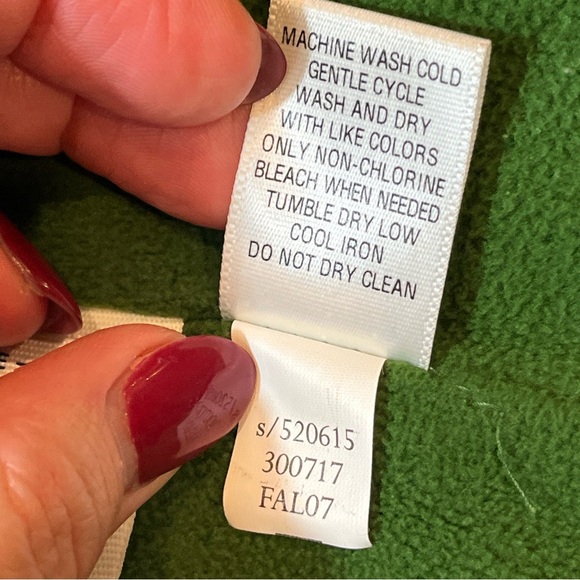 MACHINE WASH COLD
GENTLE CYCLE
WASH AND DRY
WITH LIKE COLORS
ONLY NON-CHLORINE
BLEACH WHEN NEEDED
TUMBLE DRY LOW
COOL IRON
DO NOT DRY CLEAN
s/520615
300717
FAL07